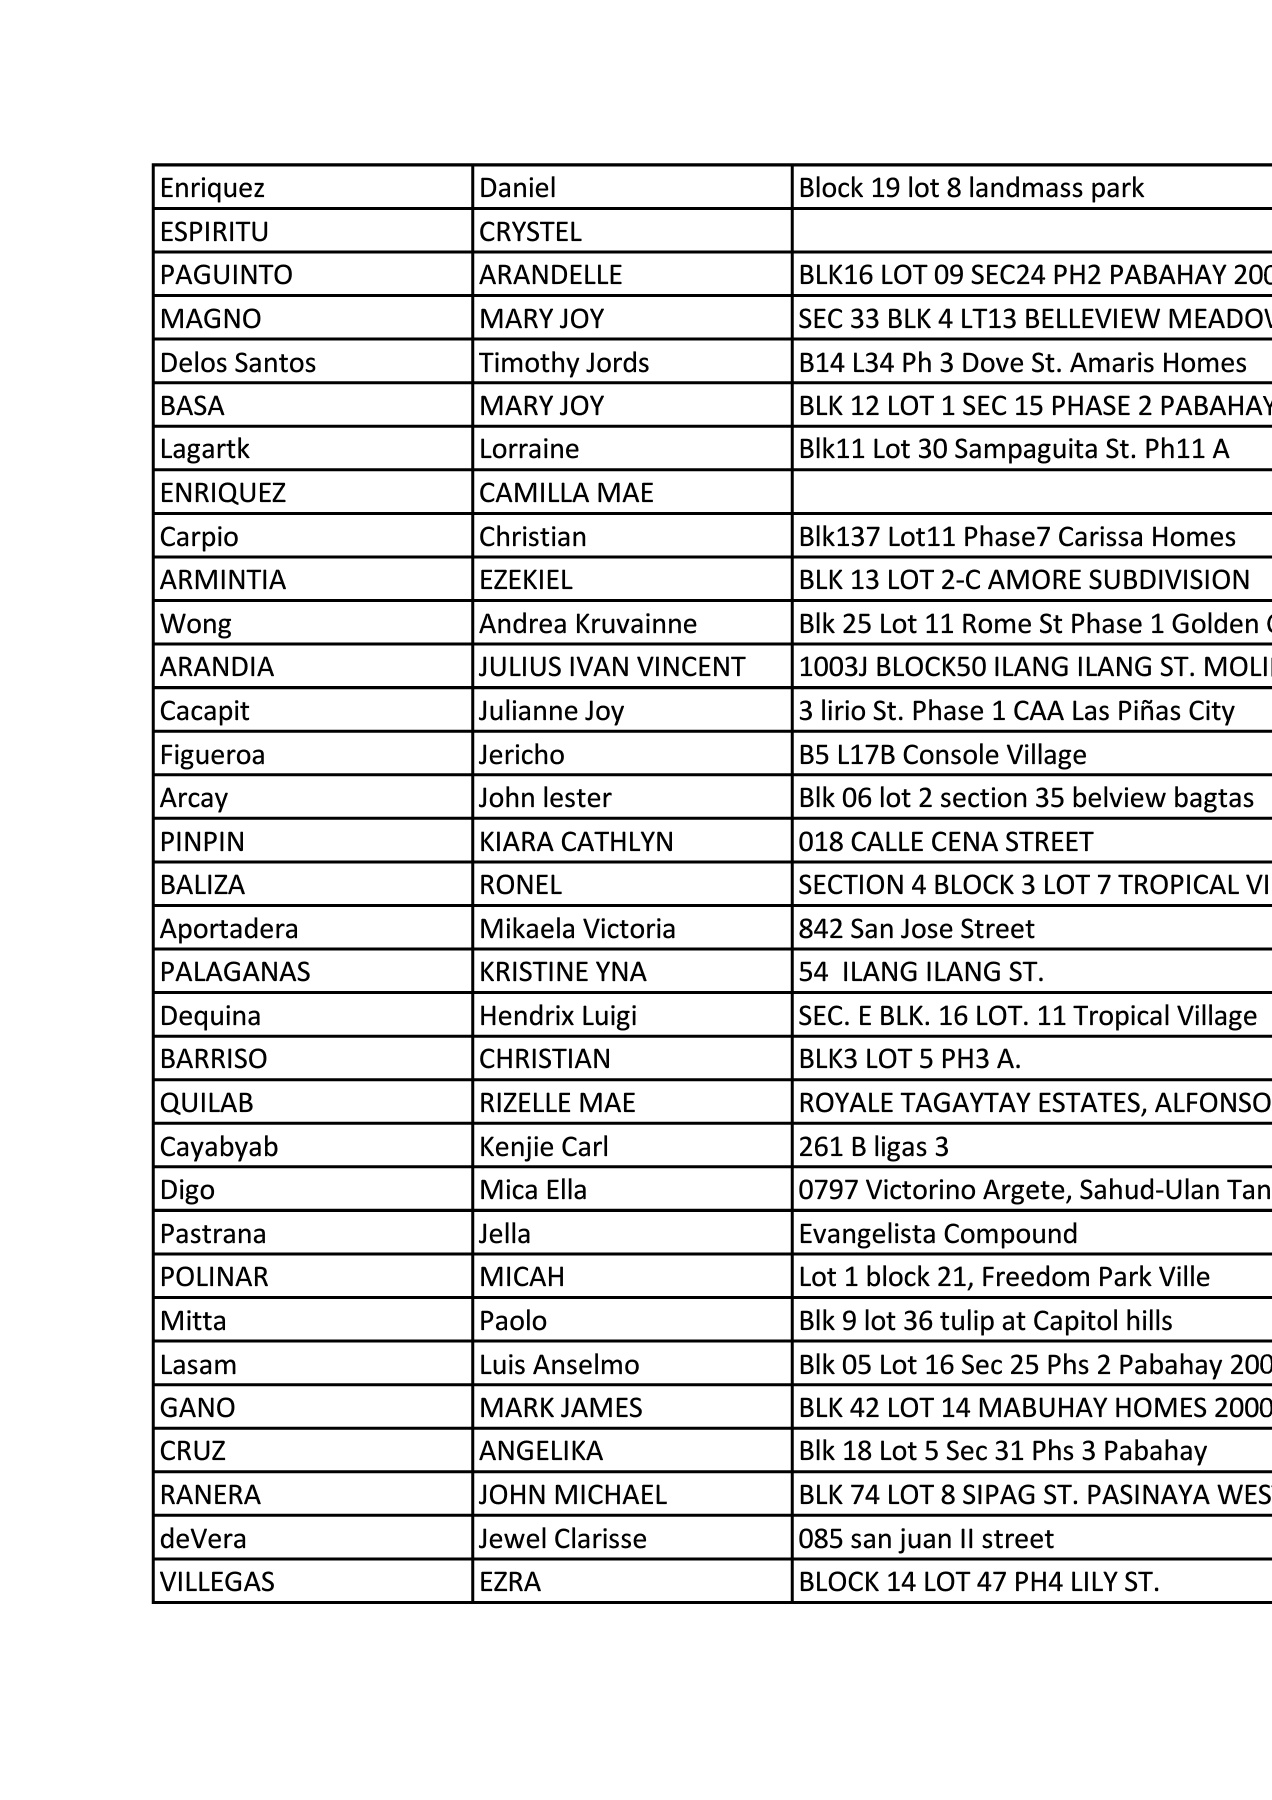 Enriquez Daniel Block 19 lot 8 landmass park
ESPIRITU CRYSTEL
PAGUINTO ARANDELLE BLK16 LOT 09 SEC24 PH2 PABAHAY 200
MAGNO MARY JOY SEC 33 BLK 4 LT13 BELLEVIEW MEADOW
Delos Santos Timothy Jords B14 L34 Ph 3 Dove St. Amaris Homes
BASA MARY JOY BLK 12 LOT 1 SEC 15 PHASE 2 PABAHAY
Lagartk Lorraine Blk11 Lot 30 Sampaguita St. Ph11 A
ENRIQUEZ CAMILLA MAE
Carpio Christian Blk137 Lot11 Phase7 Carissa Homes
ARMINTIA EZEKIEL BLK 13 LOT 2-C AMORE SUBDIVISION
Wong Andrea Kruvainne Blk 25 Lot 11 Rome St Phase 1 Golden
ARANDIA JULIUS IVAN VINCENT 1003J BLOCK50 ILANG ILANG ST. MOLI
Cacapit Julianne Joy 3 lirio St. Phase 1 CAA Las Piñas City
Figueroa Jericho B5 L17B Console Village
Arcay John lester Blk 06 lot 2 section 35 belview bagtas
PINPIN KIARA CATHLYN 018 CALLE CENA STREET
BALIZA RONEL SECTION 4 BLOCK 3 LOT 7 TROPICAL VI
Aportadera Mikaela Victoria 842 San Jose Street
PALAGANAS KRISTINE YNA 54  ILANG ILANG ST.
Dequina Hendrix Luigi SEC. E BLK. 16 LOT. 11 Tropical Village
BARRISO CHRISTIAN BLK3 LOT 5 PH3 A.
QUILAB RIZELLE MAE ROYALE TAGAYTAY ESTATES, ALFONSO
Cayabyab Kenjie Carl 261 B ligas 3
Digo Mica Ella 0797 Victorino Argete, Sahud-Ulan Tan
Pastrana Jella Evangelista Compound
POLINAR MICAH Lot 1 block 21, Freedom Park Ville
Mitta Paolo Blk 9 lot 36 tulip at Capitol hills
Lasam Luis Anselmo Blk 05 Lot 16 Sec 25 Phs 2 Pabahay 200
GANO MARK JAMES BLK 42 LOT 14 MABUHAY HOMES 2000
CRUZ ANGELIKA Blk 18 Lot 5 Sec 31 Phs 3 Pabahay
RANERA JOHN MICHAEL BLK 74 LOT 8 SIPAG ST. PASINAYA WES
deVera Jewel Clarisse 085 san juan II street
VILLEGAS EZRA BLOCK 14 LOT 47 PH4 LILY ST.